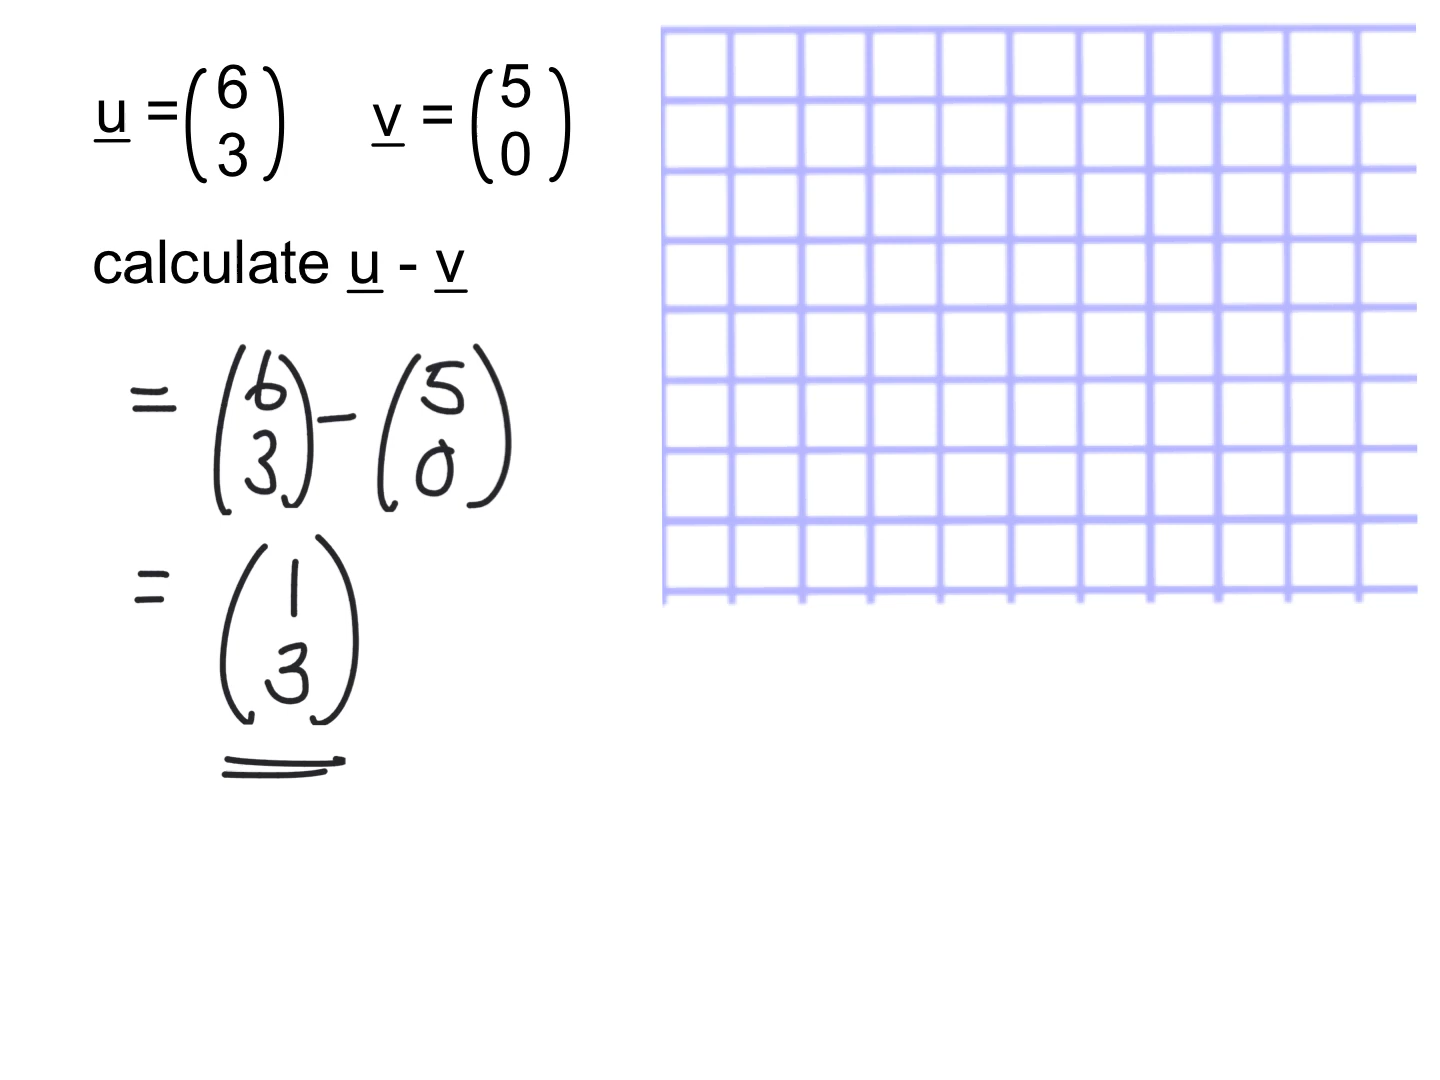 u = (6 3) v = (5 0)
calculate u - v
= (6 3) - (5 0)
= (1 3)